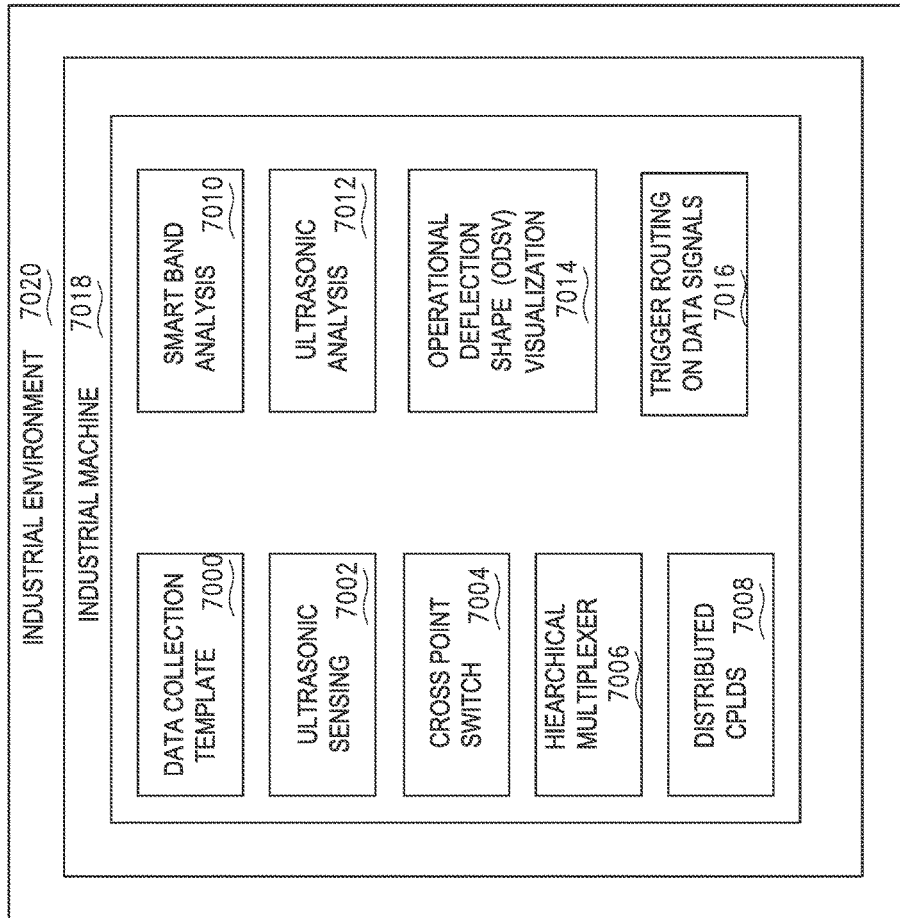 INDUSTRIAL ENVIRONMENT 7020
INDUSTRIAL MACHINE 7018
DATA COLLECTION
TEMPLATE 7000
ULTRASONIC
SENSING 7002
CROSS POINT
SWITCH 7004
HIEARCHICAL
MULTIPLEXER
7006
DISTRIBUTED
CPLDS 7008
SMART BAND
ANALYSIS 7010
ULTRASONIC
ANALYSIS 7012
OPERATIONAL
DEFLECTION
SHAPE (ODSV)
VISUALIZATION
7014
TRIGGER ROUTING
ON DATA SIGNALS
7016